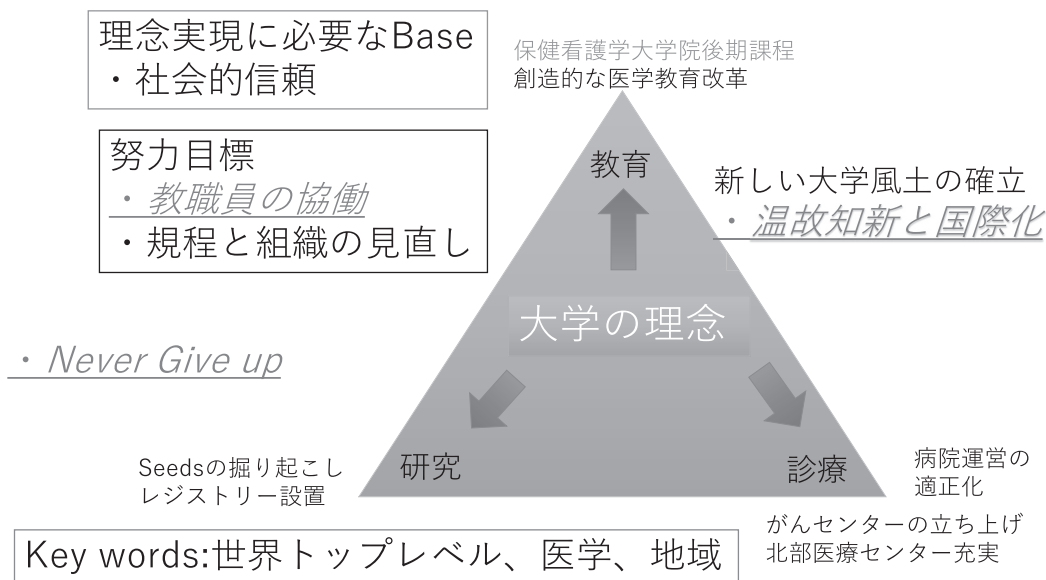 理念実現に必要なBase
・社会的信頼
保健看護学大学院後期課程
創造的な医学教育改革
努力目標
・教職員の協働
・規程と組織の見直し
教育
新しい大学風土の確立
・温故知新と国際化
大学の理念
・Never Give up
Seedsの掘り起こし
レジストリー設置
研究
診療
病院運営の
適正化
がんセンターの立ち上げ
北部医療センター充実
Key words:世界トップレベル、医学、地域